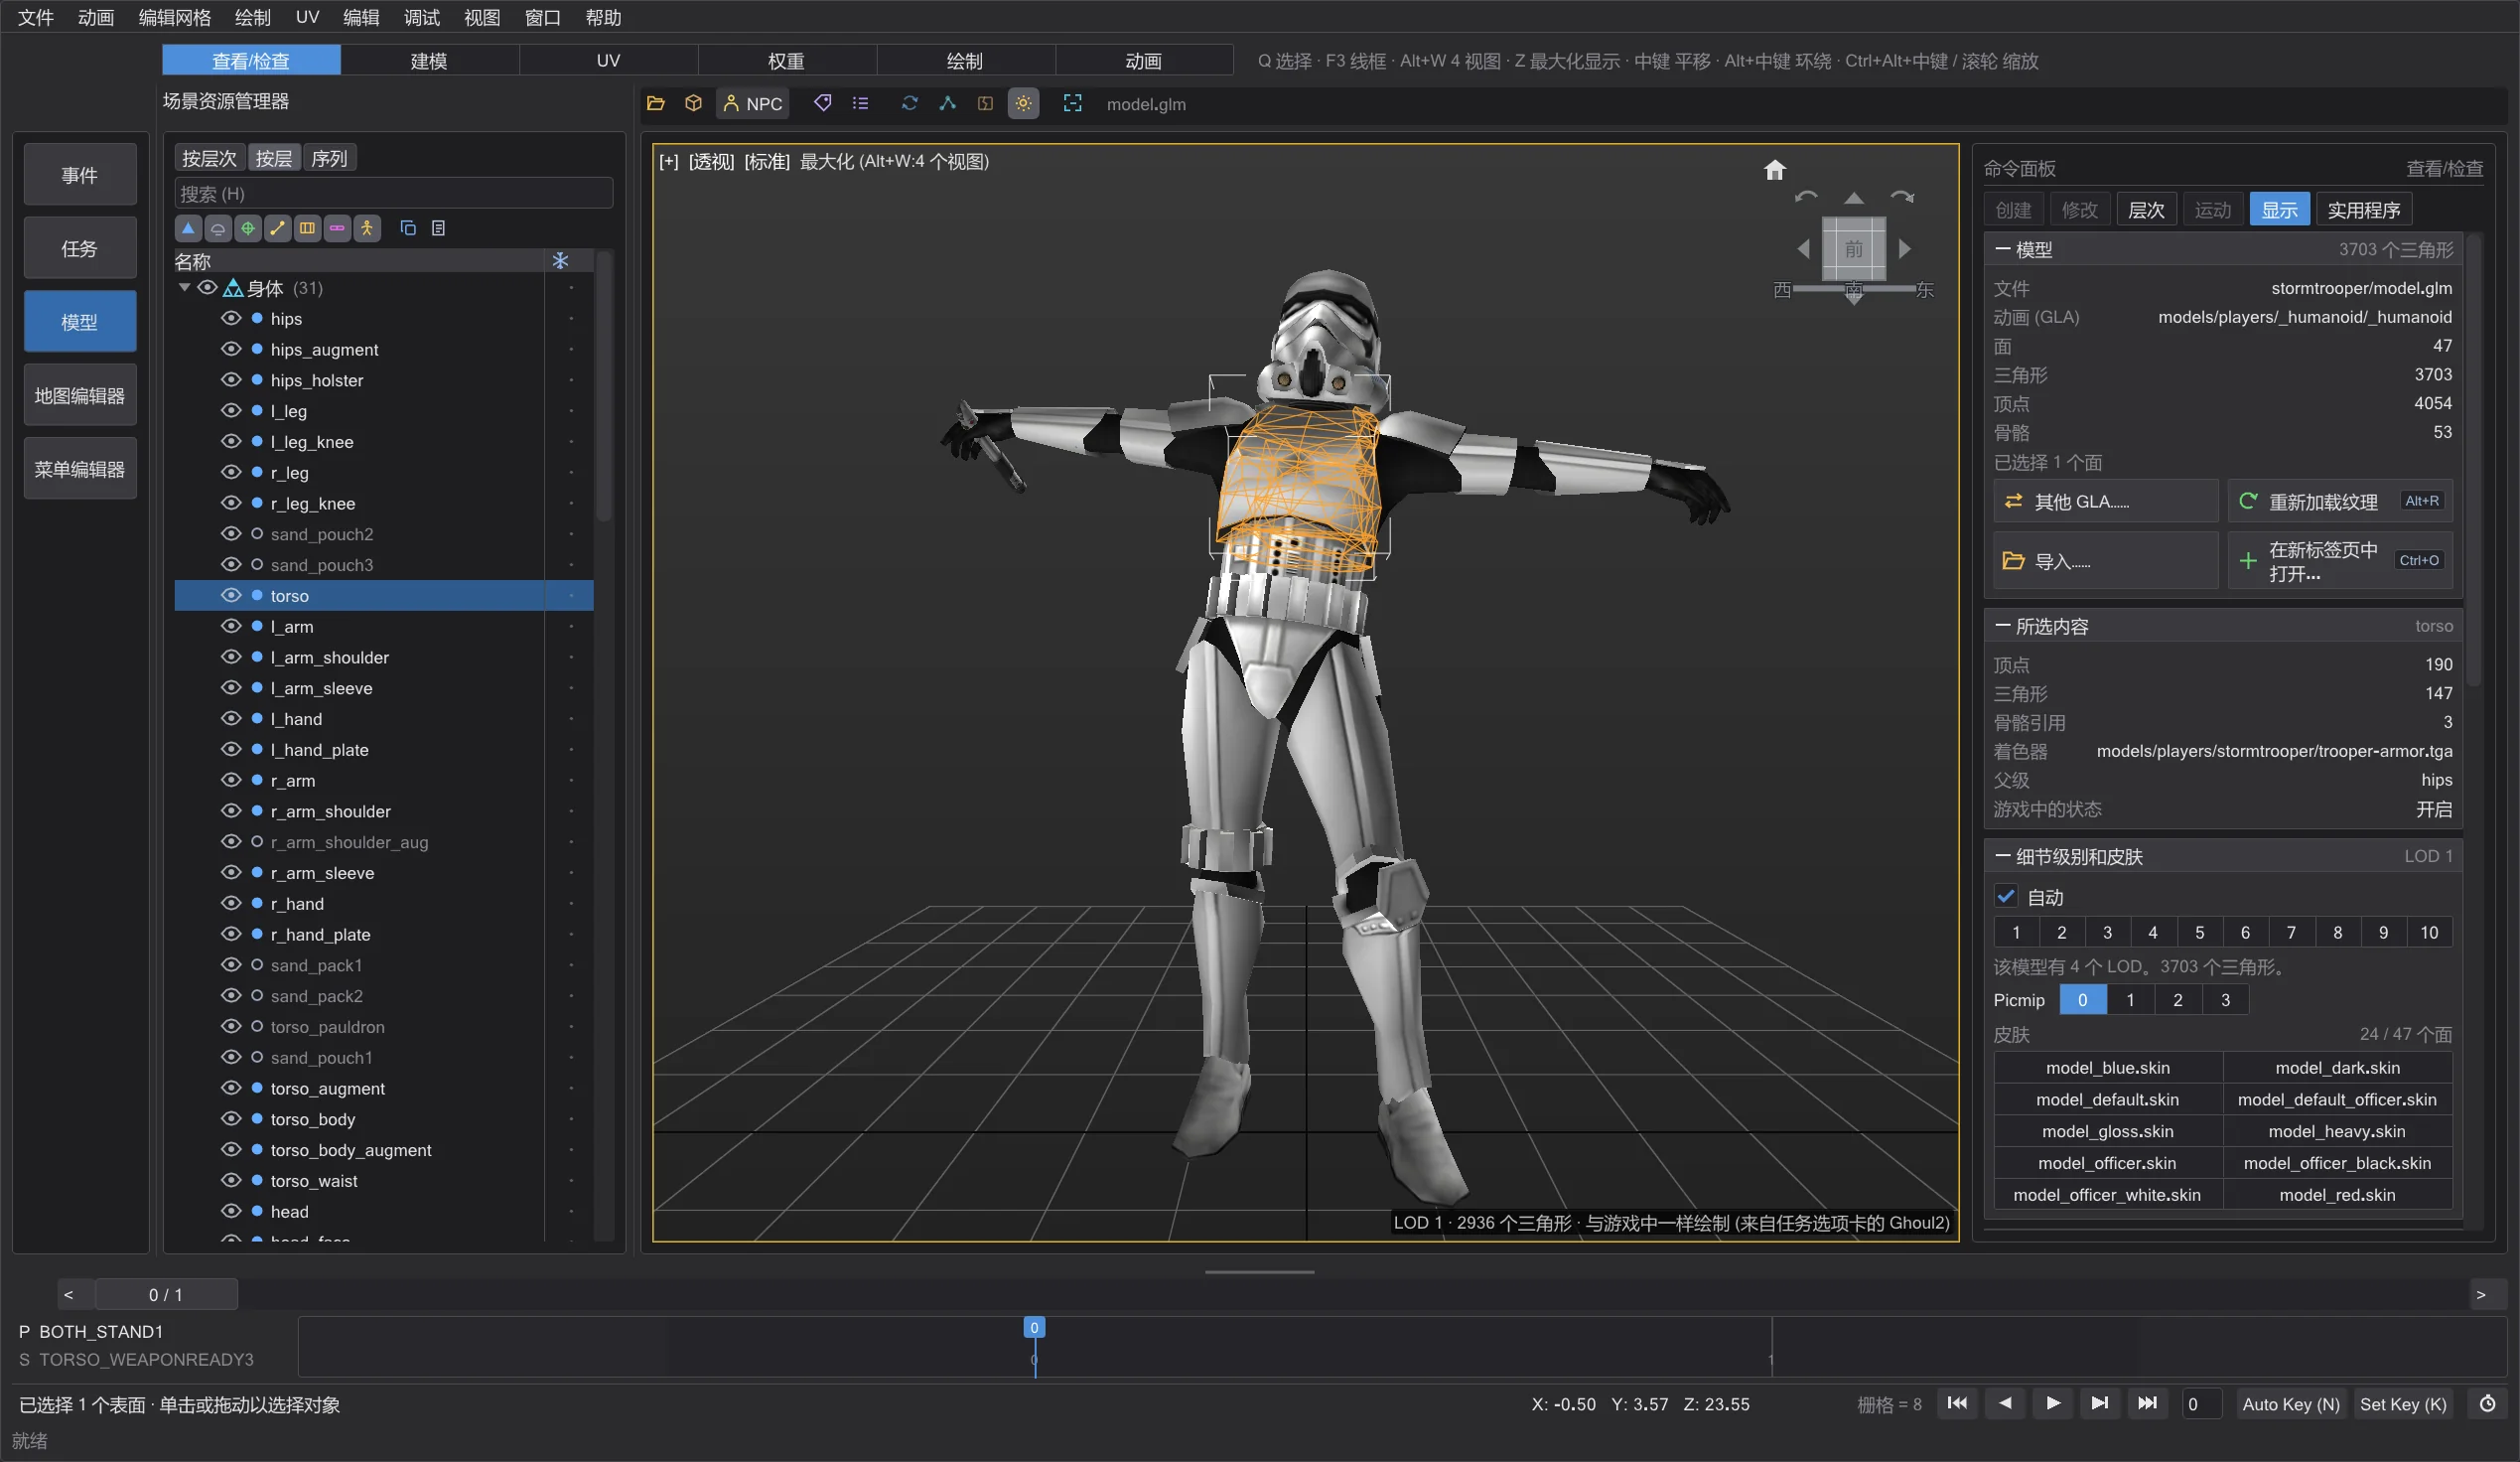 文件 动画 编辑网格 绘制 UV 编辑 调试 视图 窗口 帮助
查看/检查 建模 UV 权重 绘制 动画 Q 选择 · F3 线框 · Alt+W 4 视图 · Z 最大化显示 · 中键 平移 · Alt+中键 环绕 · Ctrl+Alt+中键 / 滚轮 缩放
场景资源管理器
NPC model.glm
事件
任务
模型
地图编辑器
菜单编辑器
按层次 按层 序列
搜索 (H)
名称
身体 (31)
hips
hips_augment
hips_holster
l_leg
l_leg_knee
r_leg
r_leg_knee
sand_pouch2
sand_pouch3
torso
l_arm
l_arm_shoulder
l_arm_sleeve
l_hand
l_hand_plate
r_arm
r_arm_shoulder
r_arm_shoulder_aug
r_arm_sleeve
r_hand
r_hand_plate
sand_pack1
sand_pack2
torso_pauldron
sand_pouch1
torso_augment
torso_body
torso_body_augment
torso_waist
head
[+] [透视] [标准] 最大化 (Alt+W:4 个视图)
前
西 南 东
LOD 1 · 2936 个三角形 · 与游戏中一样绘制 (来自任务选项卡的 Ghoul2)
命令面板 查看/检查
创建 修改 层次 运动 显示 实用程序
模型 3703 个三角形
文件 stormtrooper/model.glm
动画 (GLA) models/players/_humanoid/_humanoid
面 47
三角形 3703
顶点 4054
骨骼 53
已选择 1 个面
其他 GLA......
重新加载纹理 Alt+R
导入......
在新标签页中打开... Ctrl+O
所选内容 torso
顶点 190
三角形 147
骨骼引用 3
着色器 models/players/stormtrooper/trooper-armor.tga
父级 hips
游戏中的状态 开启
细节级别和皮肤 LOD 1
自动
1 2 3 4 5 6 7 8 9 10
该模型有 4 个 LOD。3703 个三角形。
Picmip 0 1 2 3
皮肤 24 / 47 个面
model_blue.skin model_dark.skin
model_default.skin model_default_officer.skin
model_gloss.skin model_heavy.skin
model_officer.skin model_officer_black.skin
model_officer_white.skin model_red.skin
< 0 / 1 >
P BOTH_STAND1
S TORSO_WEAPONREADY3
0
0 1
已选择 1 个表面 · 单击或拖动以选择对象
X: -0.50 Y: 3.57 Z: 23.55 栅格 = 8 0 Auto Key (N) Set Key (K)
就绪